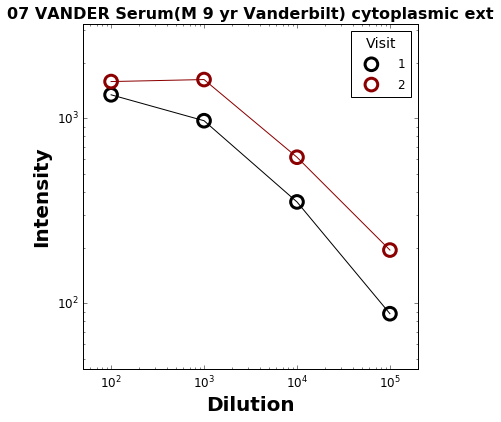 07 VANDER Serum(M 9 yr Vanderbilt) cytoplasmic ext
Visit
1
2
Intensity
10³
10²
10² 10³ 10⁴ 10⁵
Dilution